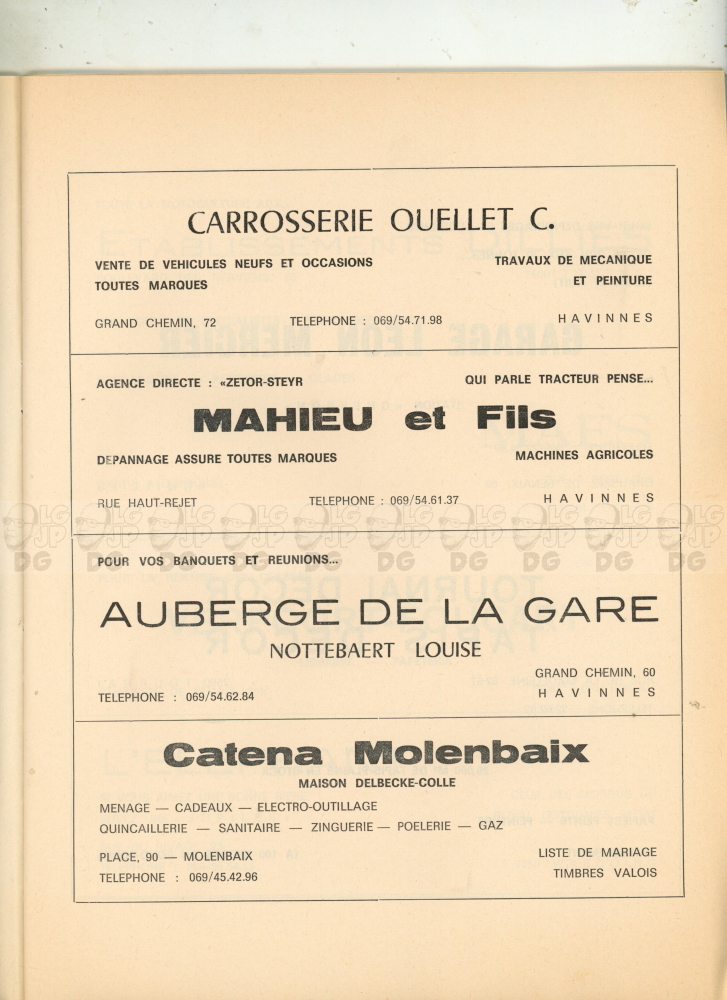 CARROSSERIE OUELLET C.
VENTE DE VEHICULES NEUFS ET OCCASIONS
TOUTES MARQUES
TRAVAUX DE MECANIQUE
ET PEINTURE
GRAND CHEMIN, 72 TELEPHONE : 069/54.71.98 HAVINNES
AGENCE DIRECTE : «ZETOR-STEYR QUI PARLE TRACTEUR PENSE...
MAHIEU et Fils
DEPANNAGE ASSURE TOUTES MARQUES MACHINES AGRICOLES
RUE HAUT-REJET TELEPHONE : 069/54.61.37 HAVINNES
POUR VOS BANQUETS ET REUNIONS...
AUBERGE DE LA GARE
NOTTEBAERT LOUISE
GRAND CHEMIN, 60
TELEPHONE : 069/54.62.84 HAVINNES
Catena Molenbaix
MAISON DELBECKE-COLLE
MENAGE — CADEAUX — ELECTRO-OUTILLAGE
QUINCAILLERIE — SANITAIRE — ZINGUERIE — POELERIE — GAZ
PLACE, 90 — MOLENBAIX
TELEPHONE : 069/45.42.96
LISTE DE MARIAGE
TIMBRES VALOIS